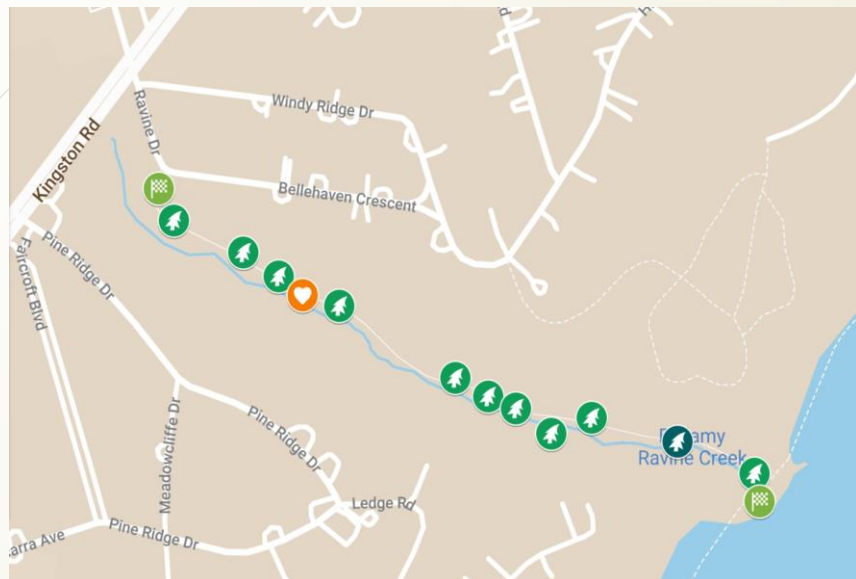 Windy Ridge Dr
Ravine Dr
Kingston Rd
Bellehaven Crescent
Pine Ridge Dr
Faircroft Blvd
Meadowcliffe Dr
Pine Ridge Dr
Ravine Creek
Ledge Rd
Pine Ridge Dr
Ave